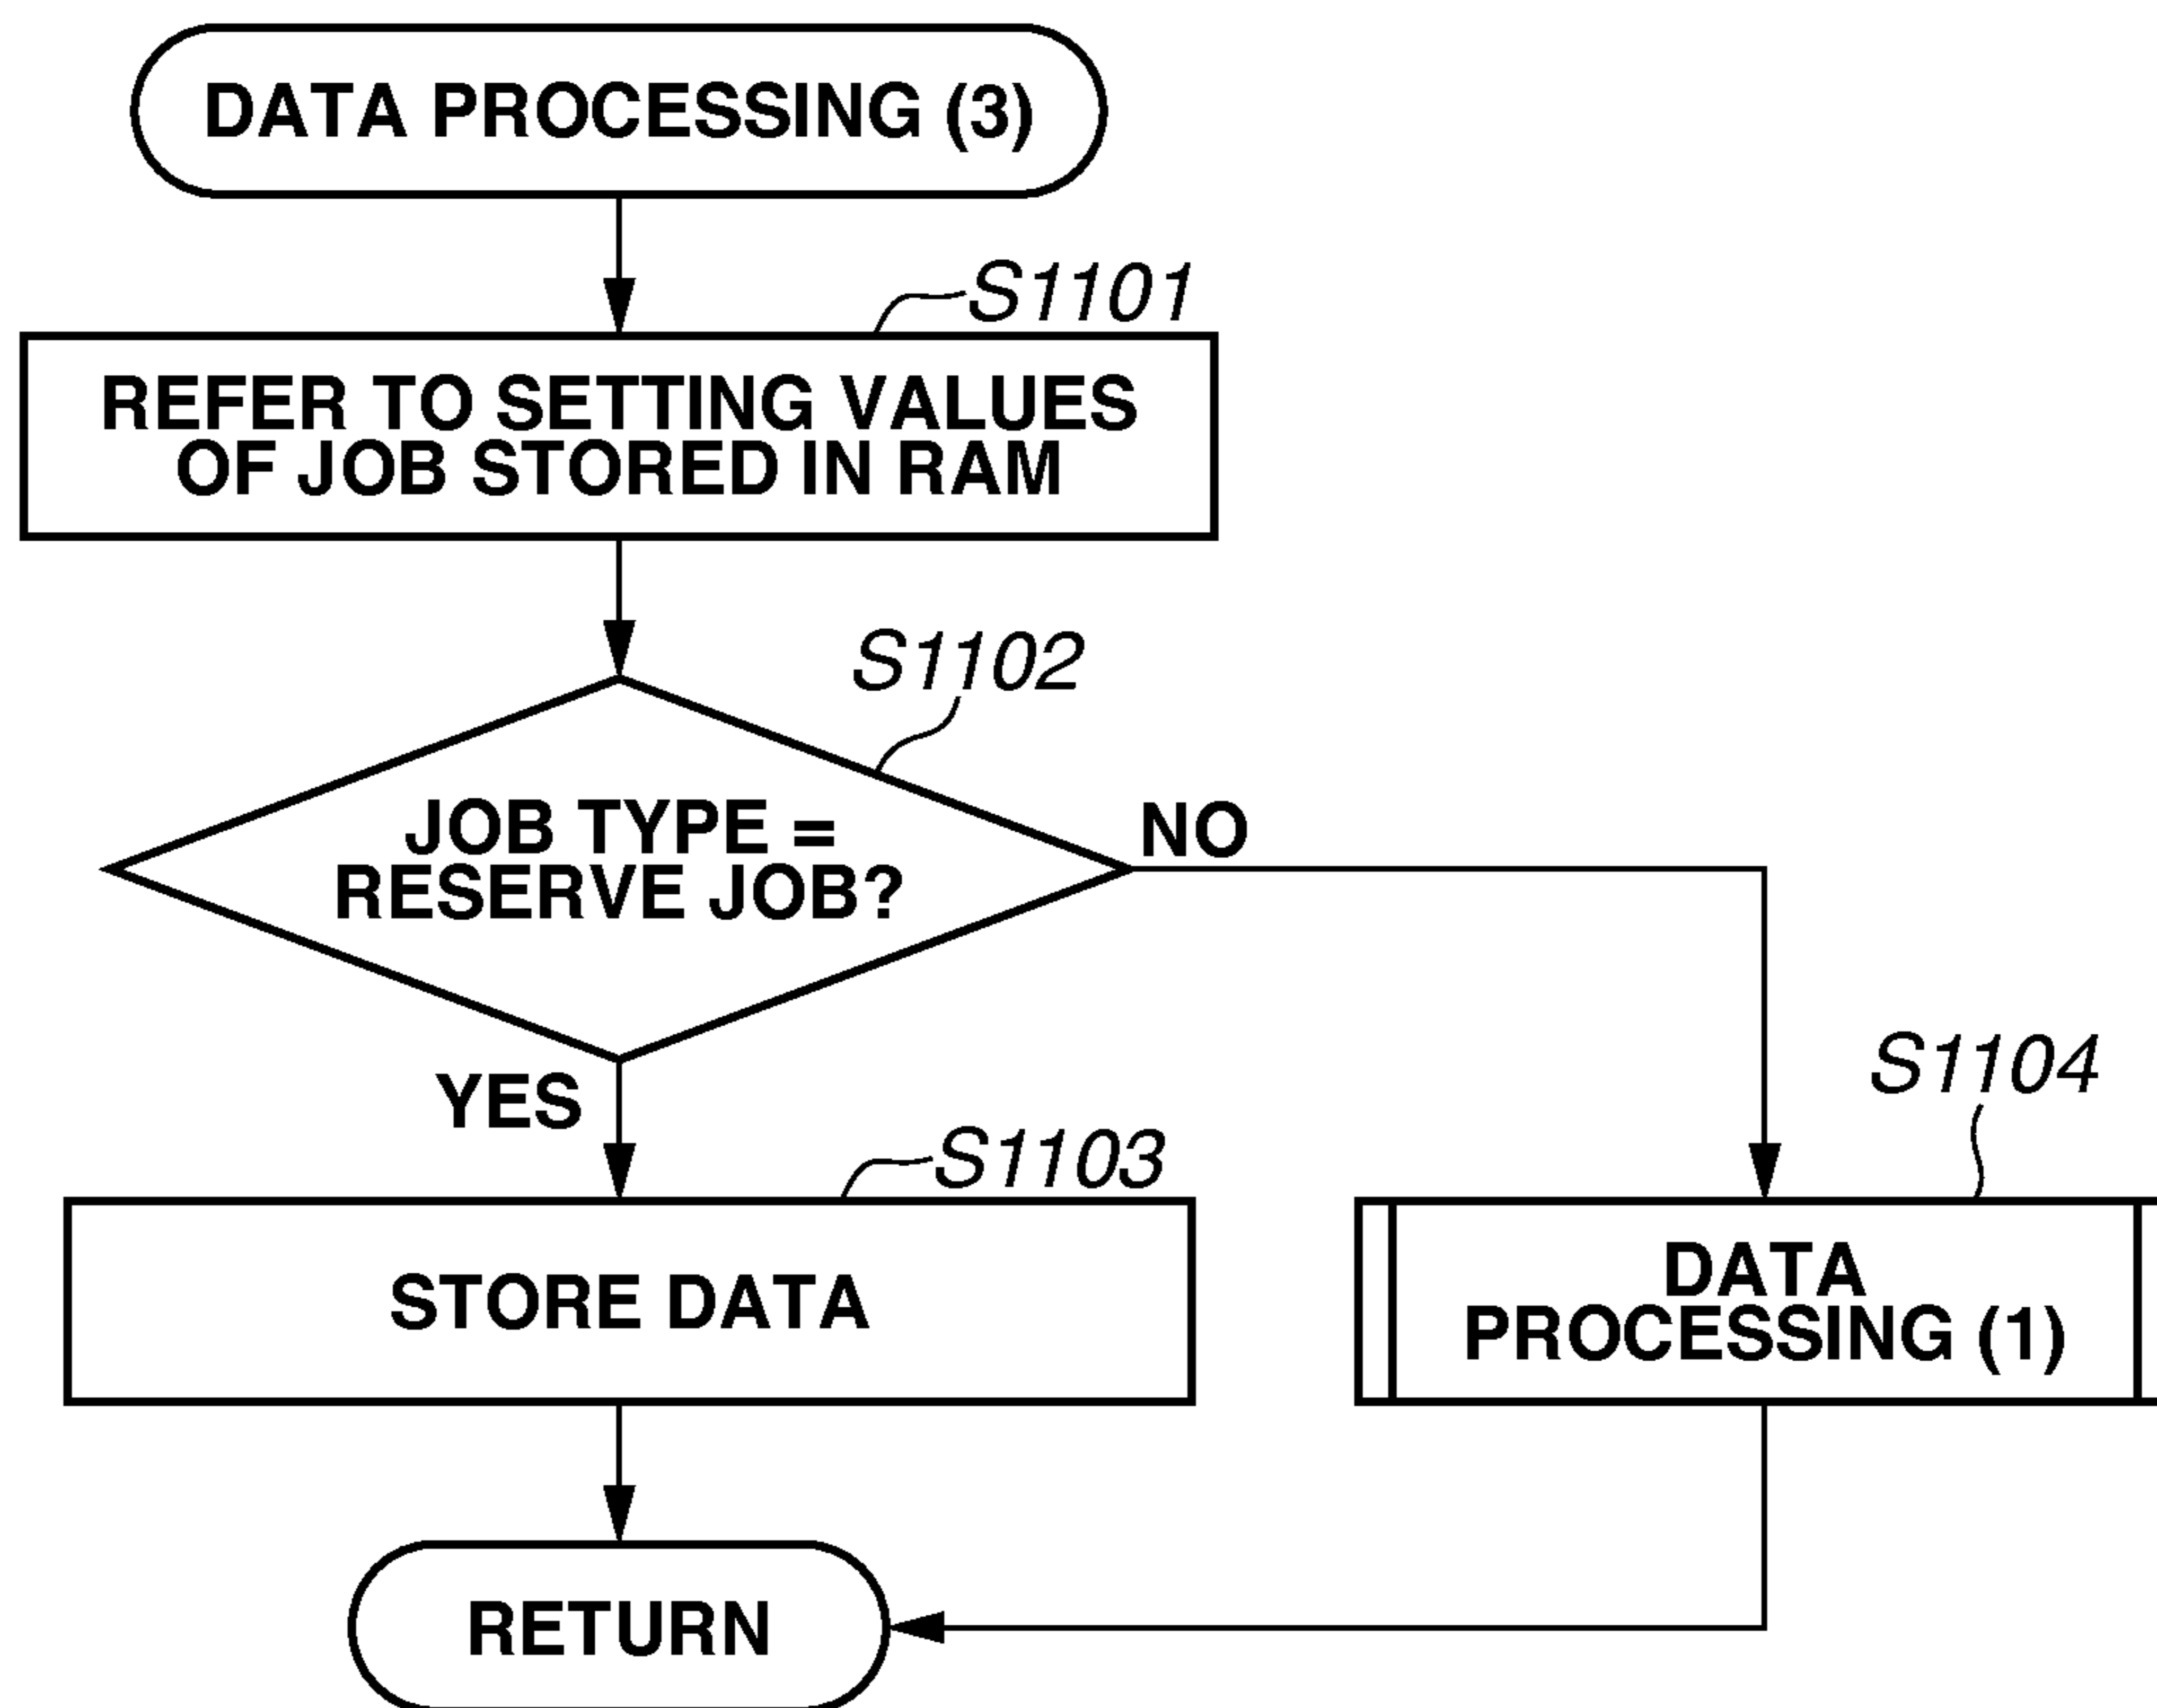 DATA PROCESSING (3)
S1101
REFER TO SETTING VALUES
OF JOB STORED IN RAM
S1102
JOB TYPE =
RESERVE JOB?
NO
YES
S1103
S1104
STORE DATA
DATA
PROCESSING (1)
RETURN